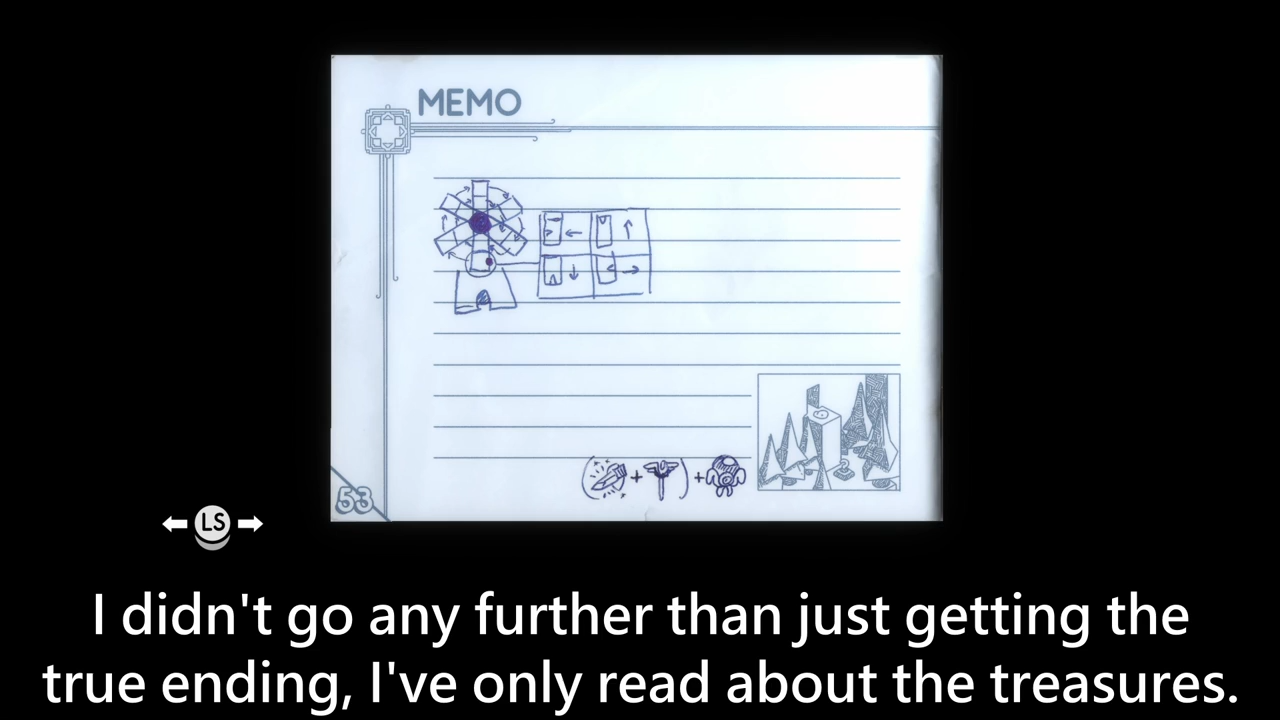 MEMO
53
LS
I didn't go any further than just getting the
true ending, I've only read about the treasures.